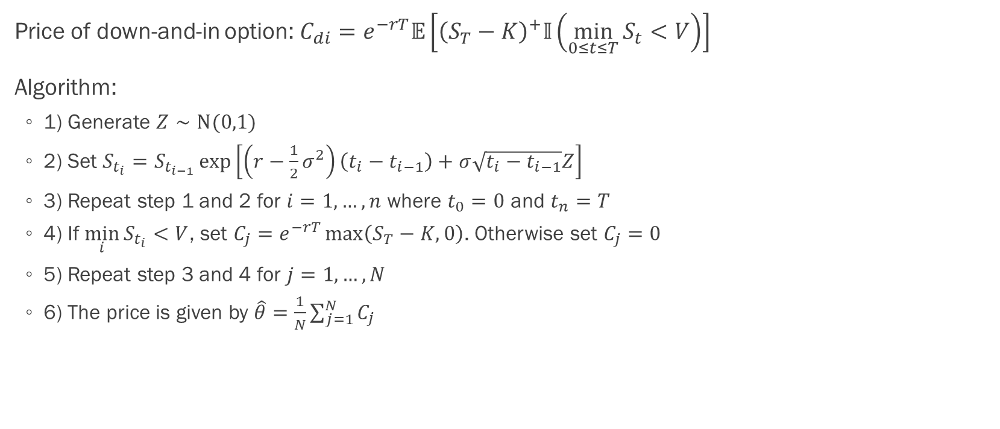 Price of down-and-in option: $C_{di} = e^{-rT}\mathbb{E}\left[(S_T - K)^+ \mathbb{I}\left(\min_{0 \le t \le T} S_t < V\right)\right]$
Algorithm:
◦ 1) Generate $Z \sim \mathrm{N}(0,1)$
◦ 2) Set $S_{t_i} = S_{t_{i-1}} \exp\left[\left(r - \frac{1}{2}\sigma^2\right)(t_i - t_{i-1}) + \sigma\sqrt{t_i - t_{i-1}}Z\right]$
◦ 3) Repeat step 1 and 2 for $i = 1, \ldots, n$ where $t_0 = 0$ and $t_n = T$
◦ 4) If $\min_i S_{t_i} < V$, set $C_j = e^{-rT}\max(S_T - K, 0)$. Otherwise set $C_j = 0$
◦ 5) Repeat step 3 and 4 for $j = 1, \ldots, N$
◦ 6) The price is given by $\hat{\theta} = \frac{1}{N}\sum_{j=1}^{N} C_j$